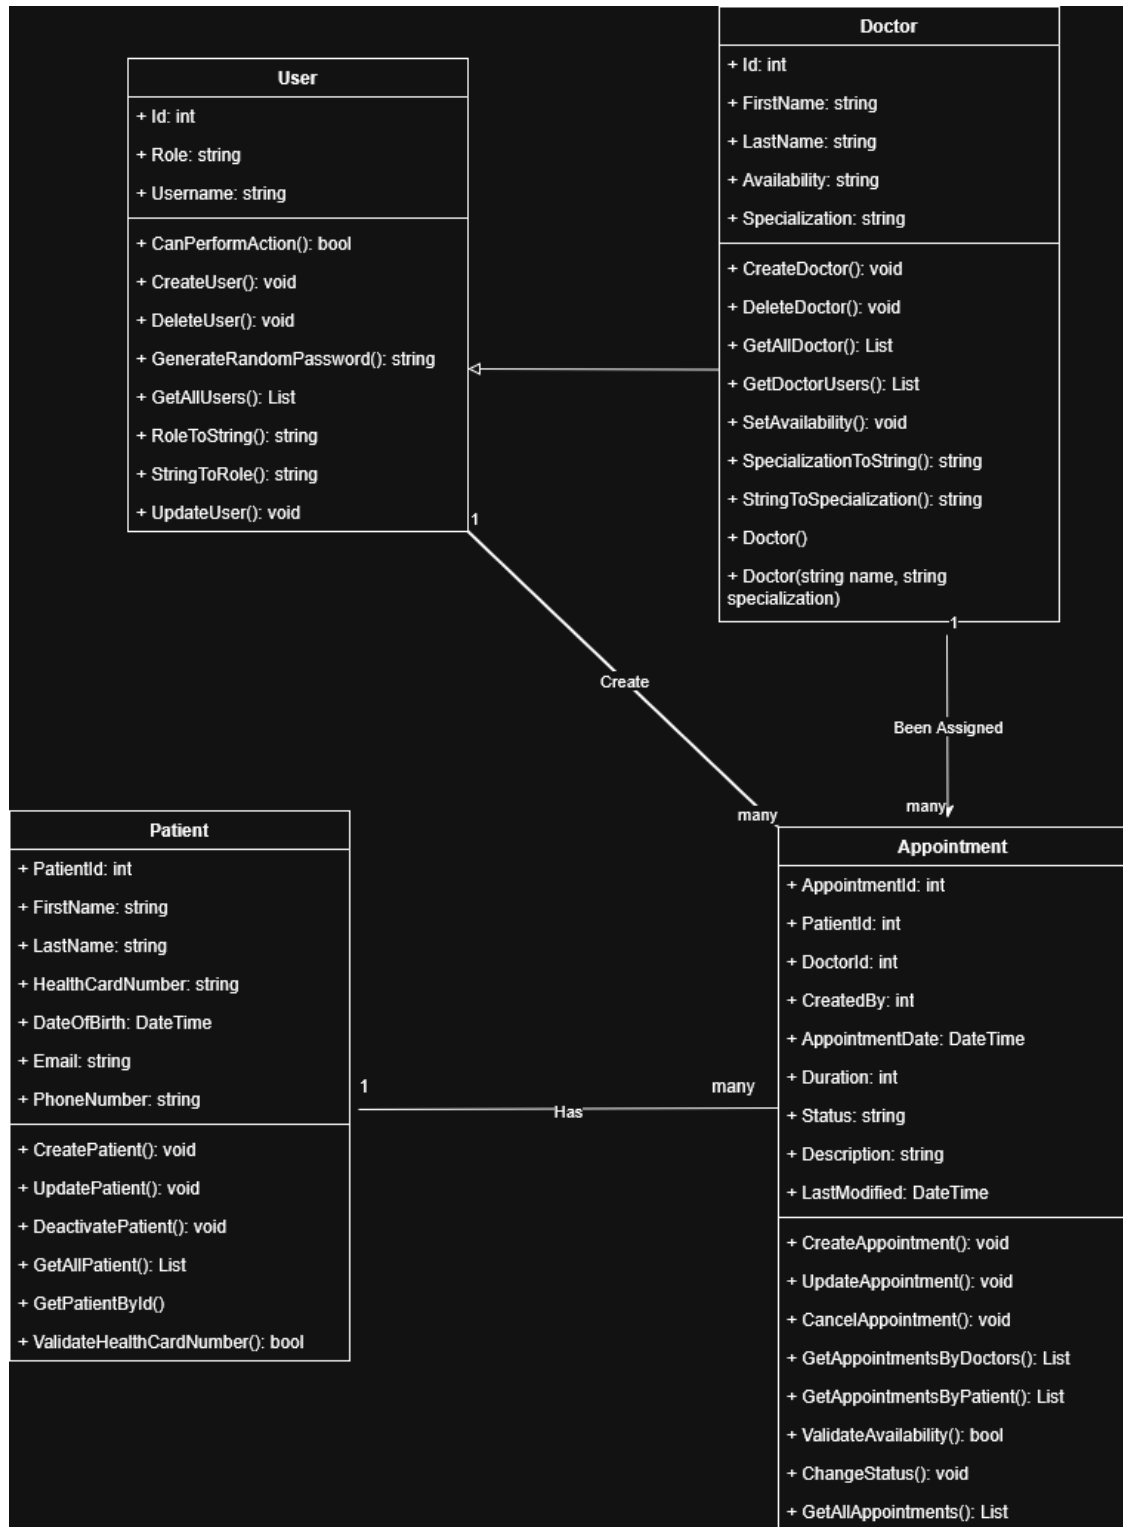 User
+ Id: int
+ Role: string
+ Username: string
+ CanPerformAction(): bool
+ CreateUser(): void
+ DeleteUser(): void
+ GenerateRandomPassword(): string
+ GetAllUsers(): List
+ RoleToString(): string
+ StringToRole(): string
+ UpdateUser(): void
1
Doctor
+ Id: int
+ FirstName: string
+ LastName: string
+ Availability: string
+ Specialization: string
+ CreateDoctor(): void
+ DeleteDoctor(): void
+ GetAllDoctor(): List
+ GetDoctorUsers(): List
+ SetAvailability(): void
+ SpecializationToString(): string
+ StringToSpecialization(): string
+ Doctor()
+ Doctor(string name, string
specialization)
1
Create
Been Assigned
many
many
Patient
+ PatientId: int
+ FirstName: string
+ LastName: string
+ HealthCardNumber: string
+ DateOfBirth: DateTime
+ Email: string
+ PhoneNumber: string
+ CreatePatient(): void
+ UpdatePatient(): void
+ DeactivatePatient(): void
+ GetAllPatient(): List
+ GetPatientById()
+ ValidateHealthCardNumber(): bool
1
Has
many
Appointment
+ AppointmentId: int
+ PatientId: int
+ DoctorId: int
+ CreatedBy: int
+ AppointmentDate: DateTime
+ Duration: int
+ Status: string
+ Description: string
+ LastModified: DateTime
+ CreateAppointment(): void
+ UpdateAppointment(): void
+ CancelAppointment(): void
+ GetAppointmentsByDoctors(): List
+ GetAppointmentsByPatient(): List
+ ValidateAvailability(): bool
+ ChangeStatus(): void
+ GetAllAppointments(): List